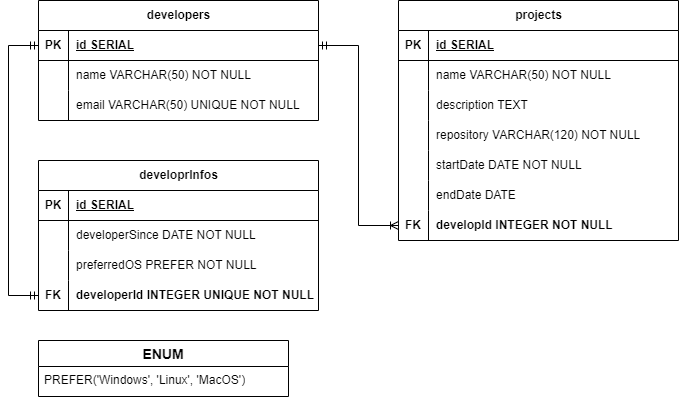 developers
PK id SERIAL
name VARCHAR(50) NOT NULL
email VARCHAR(50) UNIQUE NOT NULL
developrInfos
PK id SERIAL
developerSince DATE NOT NULL
preferredOS PREFER NOT NULL
FK developerId INTEGER UNIQUE NOT NULL
ENUM
PREFER('Windows', 'Linux', 'MacOS')
projects
PK id SERIAL
name VARCHAR(50) NOT NULL
description TEXT
repository VARCHAR(120) NOT NULL
startDate DATE NOT NULL
endDate DATE
FK developId INTEGER NOT NULL